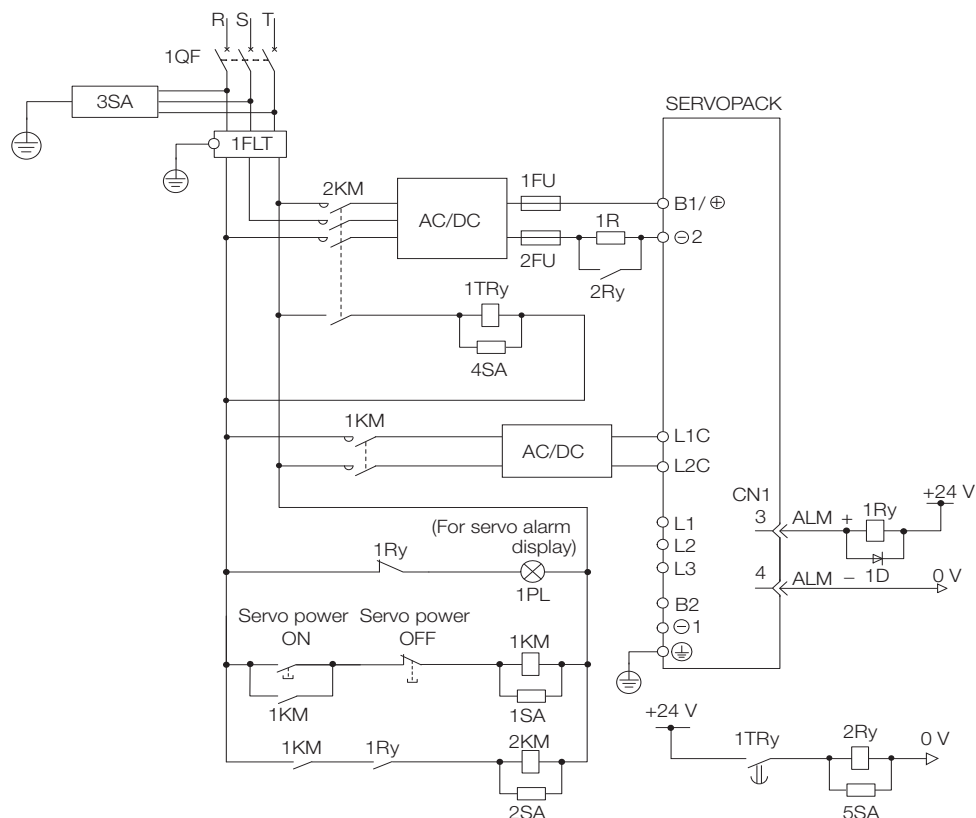 R S T
1QF
3SA
1FLT
SERVOPACK
2KM
AC/DC
1FU
B1/⊕
1R
⊖2
2FU
2Ry
1TRy
4SA
1KM
AC/DC
L1C
L2C
CN1
+24 V
3 ALM + 1Ry
L1
L2
L3
1D
4 ALM − 0 V
B2
⊖1
(For servo alarm
display)
1Ry
1PL
Servo power
ON
Servo power
OFF
1KM
1KM
1SA
1KM
1Ry
2KM
2SA
+24 V
1TRy
2Ry
0 V
5SA